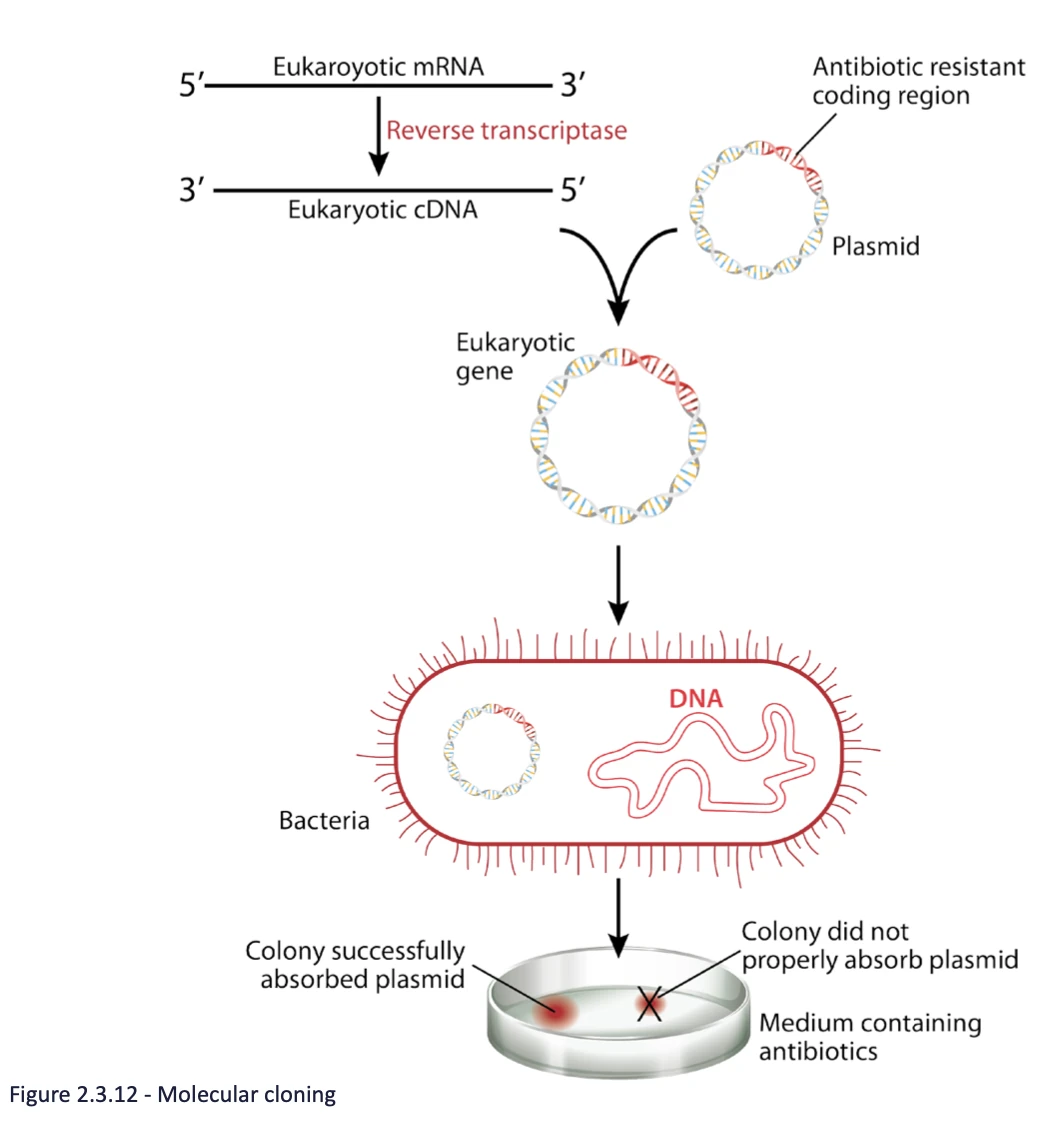 Eukaroyotic mRNA
5′ 3′
Antibiotic resistant
coding region
Reverse transcriptase
3′ 5′
Eukaryotic cDNA
Plasmid
Eukaryotic
gene
DNA
Bacteria
Colony successfully
absorbed plasmid
Colony did not
properly absorb plasmid
Medium containing
antibiotics
Figure 2.3.12 - Molecular cloning